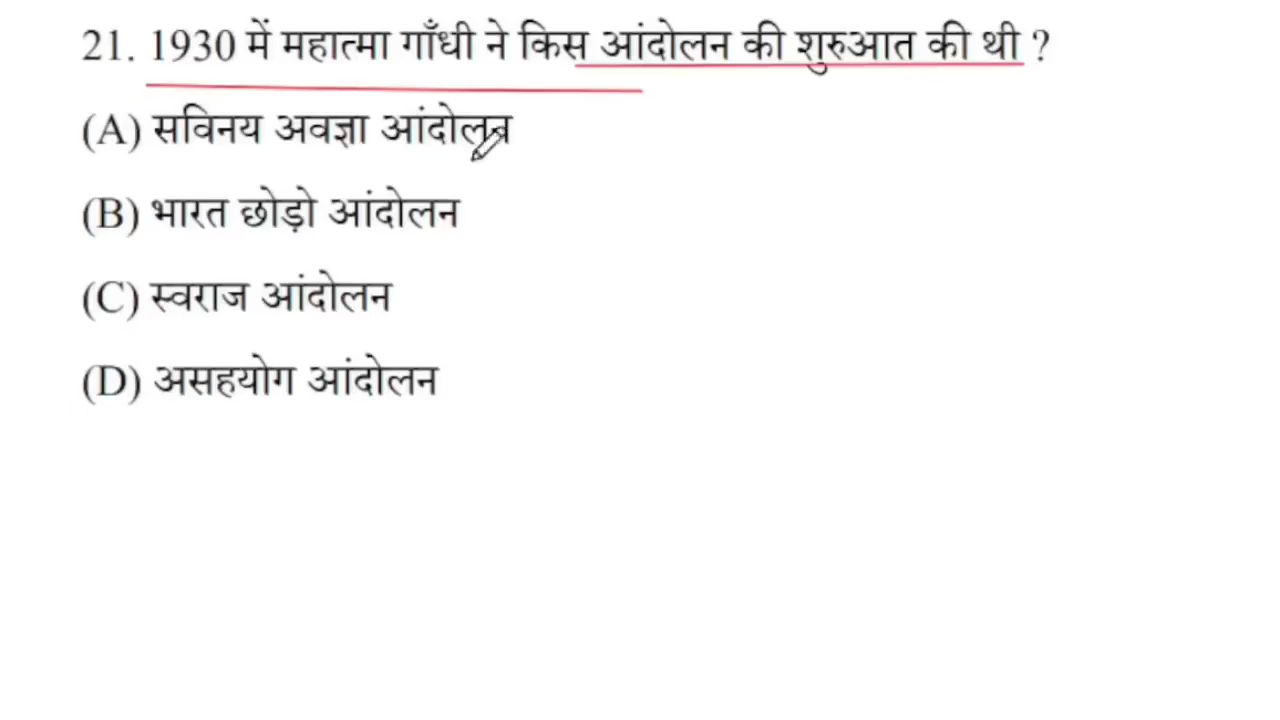 21. 1930 में महात्मा गाँधी ने किस आंदोलन की शुरुआत की थी ?
(A) सविनय अवज्ञा आंदोलन
(B) भारत छोड़ो आंदोलन
(C) स्वराज आंदोलन
(D) असहयोग आंदोलन